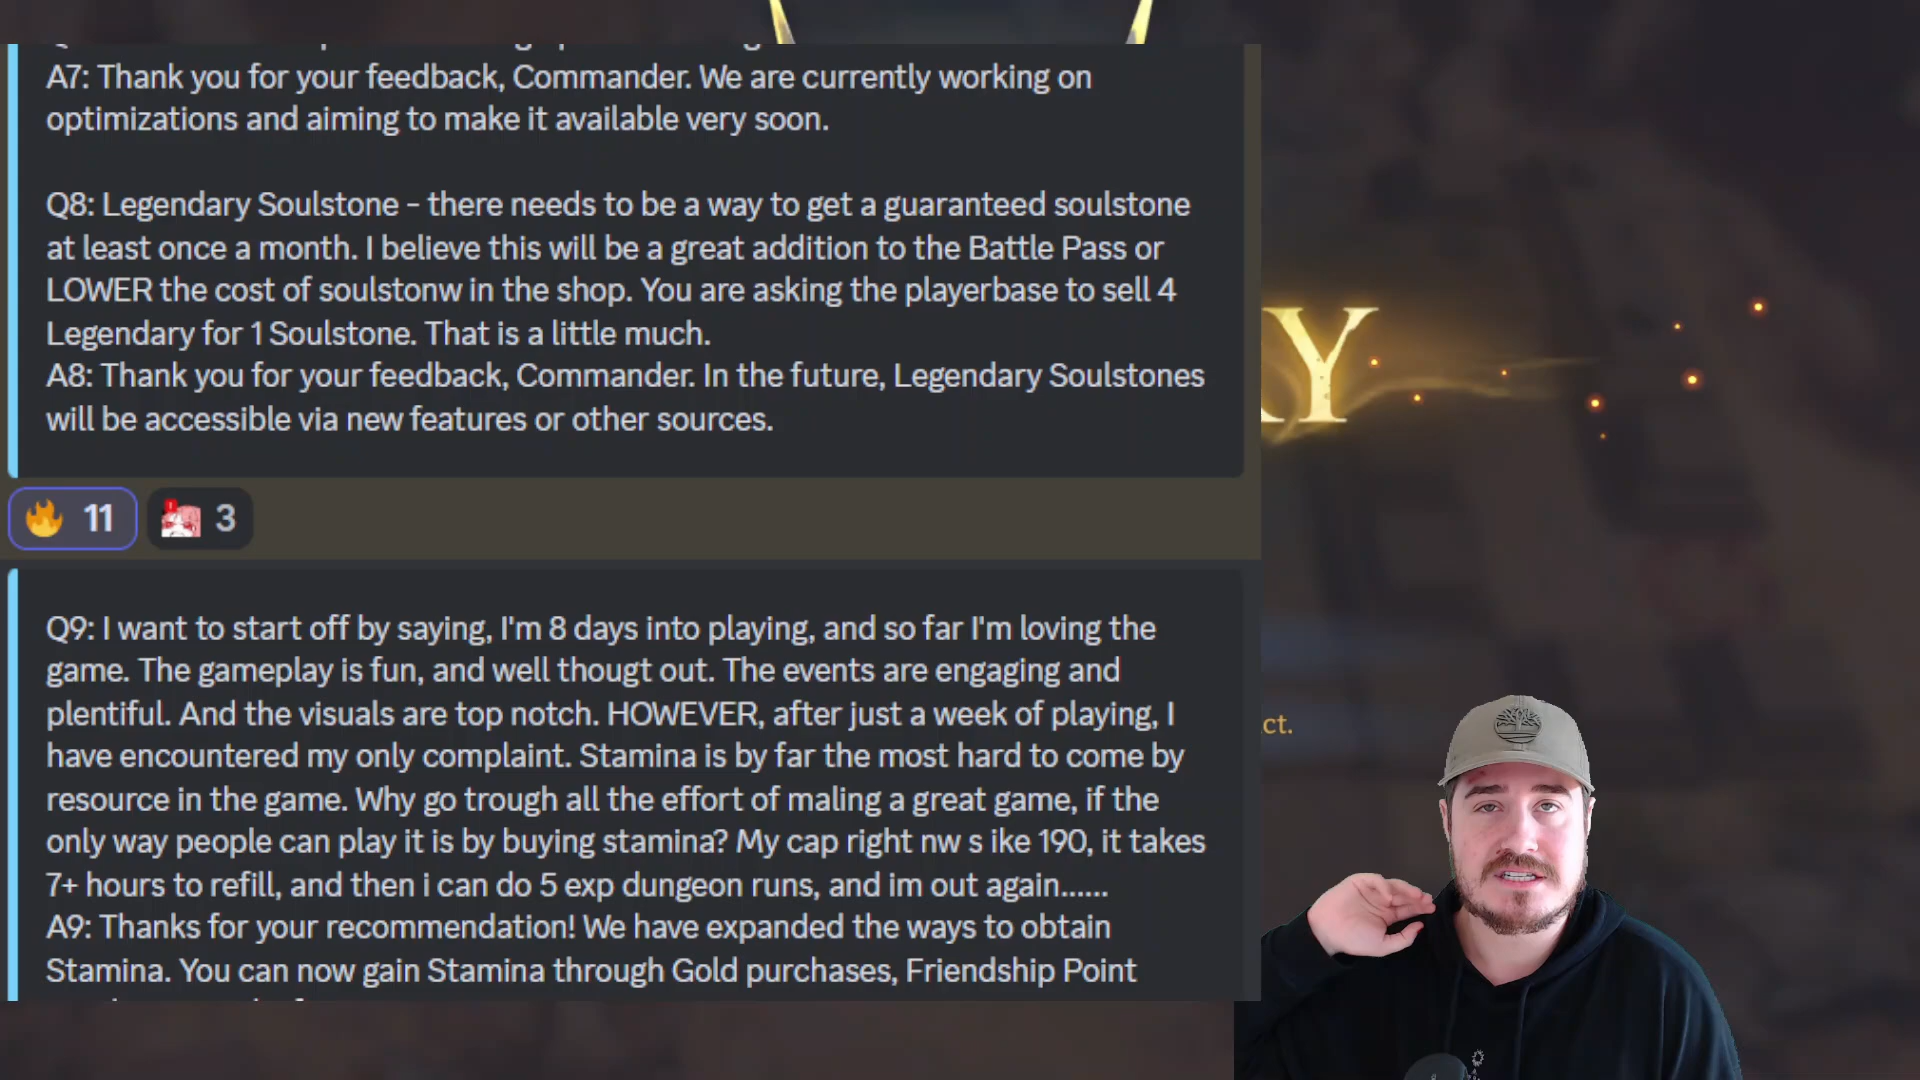 A7: Thank you for your feedback, Commander. We are currently working on
optimizations and aiming to make it available very soon.
Q8: Legendary Soulstone - there needs to be a way to get a guaranteed soulstone
at least once a month. I believe this will be a great addition to the Battle Pass or
LOWER the cost of soulstonw in the shop. You are asking the playerbase to sell 4
Legendary for 1 Soulstone. That is a little much.
A8: Thank you for your feedback, Commander. In the future, Legendary Soulstones
will be accessible via new features or other sources.
11 3
Q9: I want to start off by saying, I'm 8 days into playing, and so far I'm loving the
game. The gameplay is fun, and well thougt out. The events are engaging and
plentiful. And the visuals are top notch. HOWEVER, after just a week of playing, I
have encountered my only complaint. Stamina is by far the most hard to come by
resource in the game. Why go trough all the effort of maling a great game, if the
only way people can play it is by buying stamina? My cap right nw s ike 190, it takes
7+ hours to refill, and then i can do 5 exp dungeon runs, and im out again......
A9: Thanks for your recommendation! We have expanded the ways to obtain
Stamina. You can now gain Stamina through Gold purchases, Friendship Point
Y
ct.